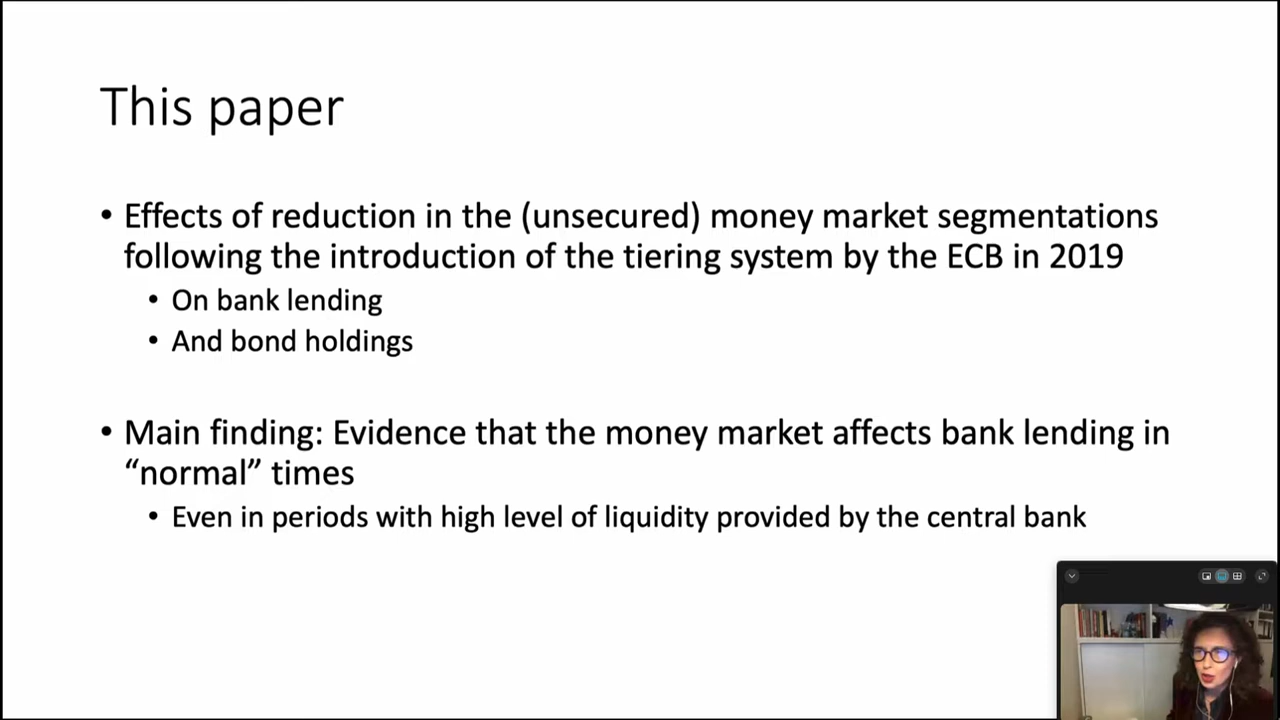 This paper
• Effects of reduction in the (unsecured) money market segmentations
following the introduction of the tiering system by the ECB in 2019
• On bank lending
• And bond holdings
• Main finding: Evidence that the money market affects bank lending in
“normal” times
• Even in periods with high level of liquidity provided by the central bank